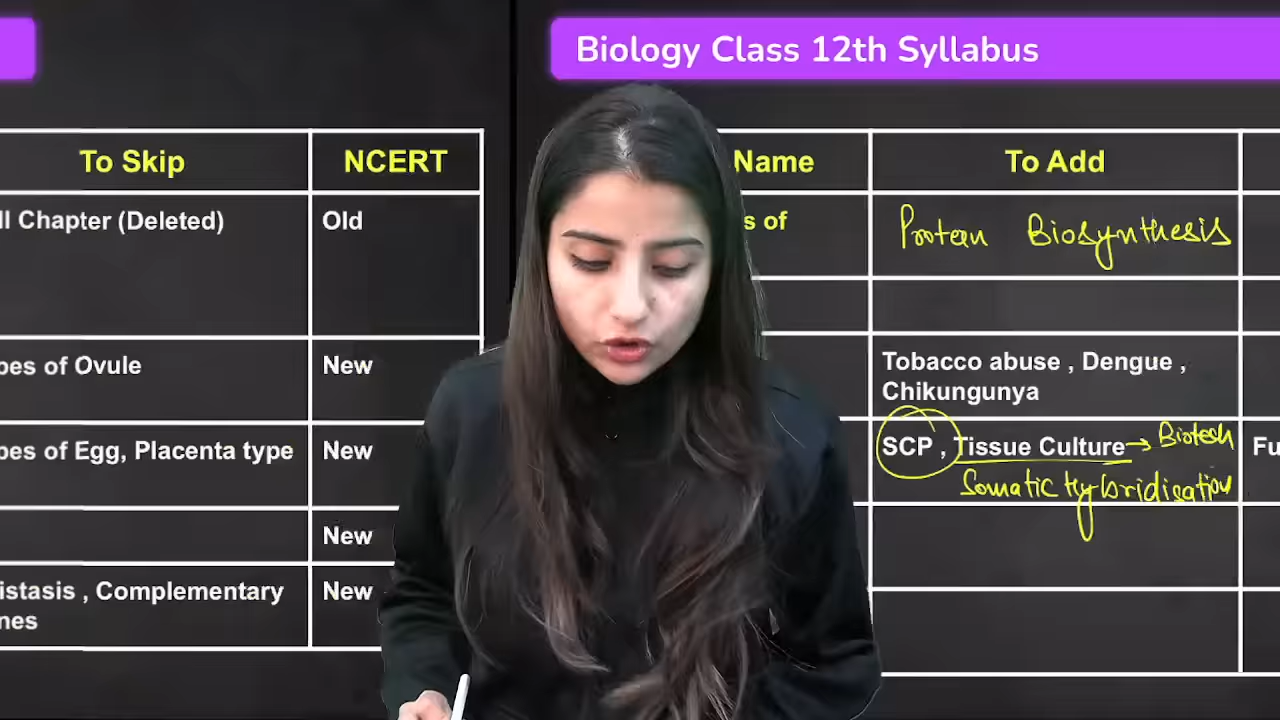 Biology Class 12th Syllabus
To Skip
NCERT
ll Chapter (Deleted)
Old
pes of Ovule
New
pes of Egg, Placenta type
New
New
istasis , Complementary
nes
New
Name
To Add
s of
Protein Biosynthesis
Tobacco abuse , Dengue ,
Chikungunya
SCP , Tissue Culture → Biotech
Somatic Hybridisation
Fu